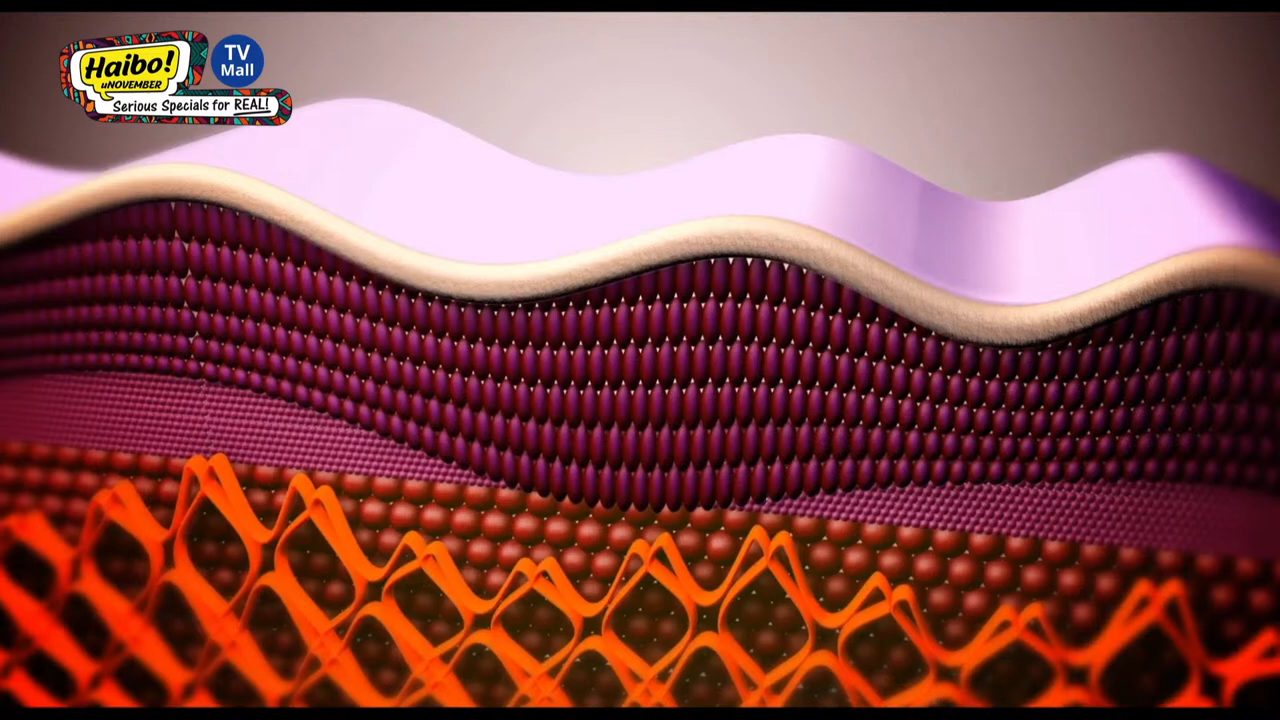 Haibo!
uNOVEMBER
Serious Specials for REAL!
TV
Mall